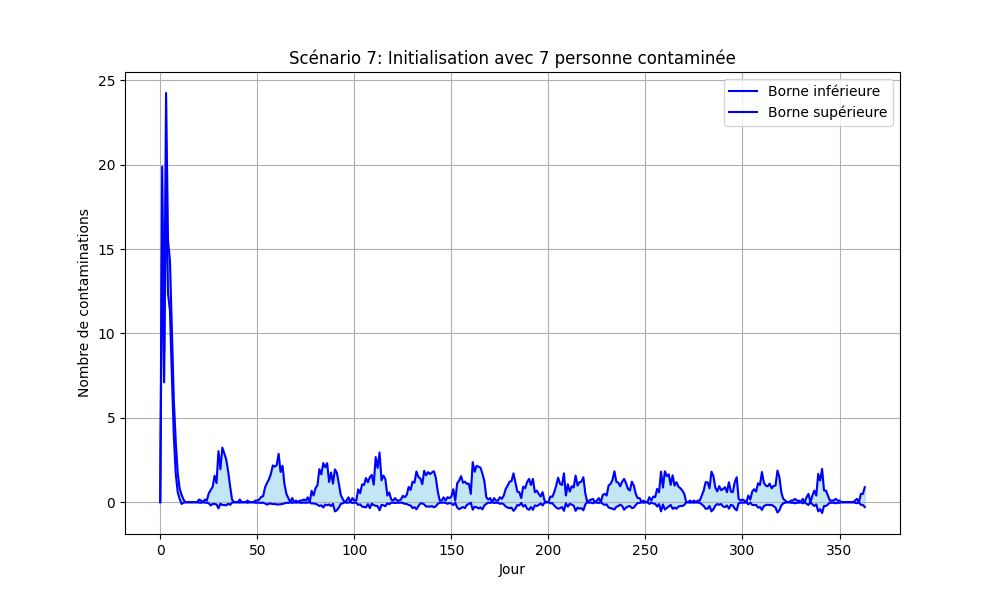 Scénario 7: Initialisation avec 7 personne contaminée
Borne inférieure
Borne supérieure
Nombre de contaminations
25
20
15
10
5
0
0 50 100 150 200 250 300 350
Jour